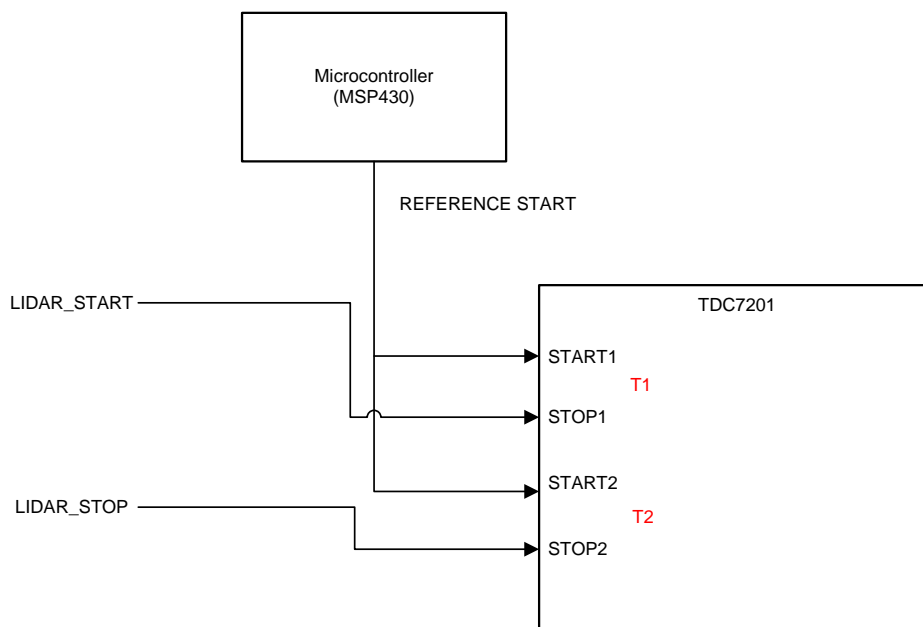 Microcontroller
(MSP430)
REFERENCE START
LIDAR_START
TDC7201
START1
T1
STOP1
START2
LIDAR_STOP
T2
STOP2